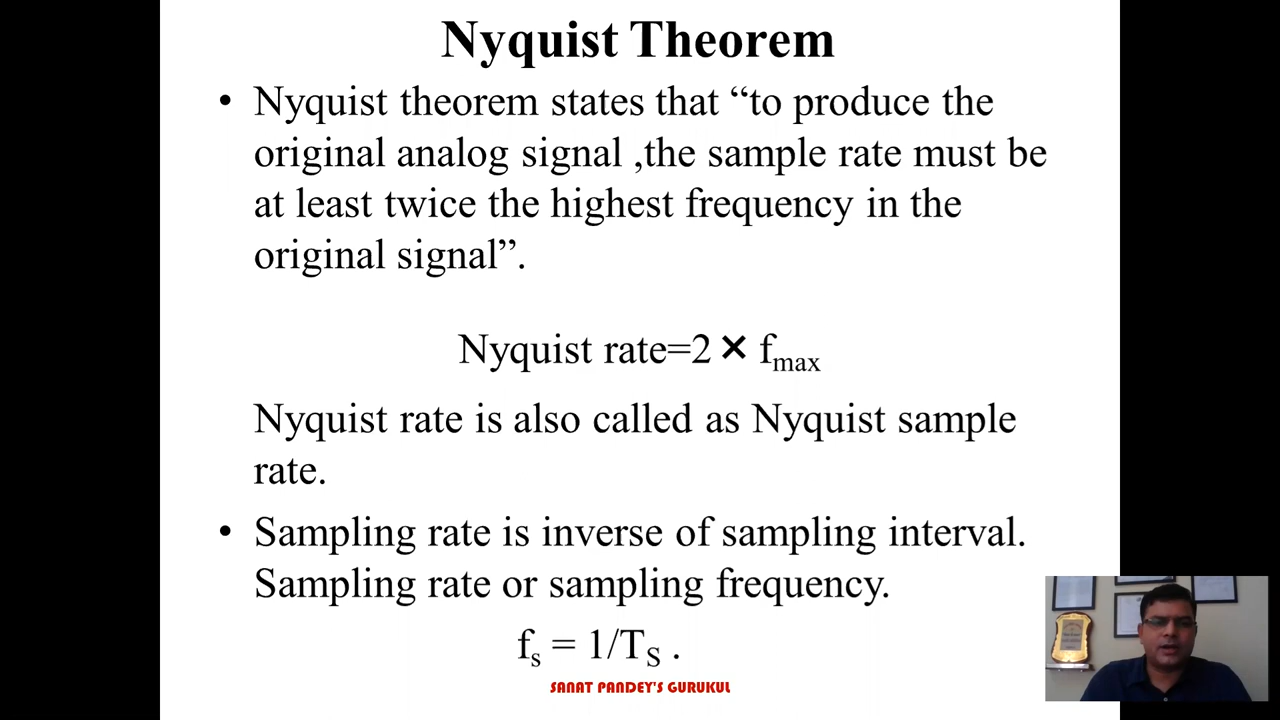 Nyquist Theorem
• Nyquist theorem states that “to produce the
original analog signal ,the sample rate must be
at least twice the highest frequency in the
original signal”.
Nyquist rate=2 × fmax
Nyquist rate is also called as Nyquist sample
rate.
• Sampling rate is inverse of sampling interval.
Sampling rate or sampling frequency.
fs = 1/TS .
SANAT PANDEY'S GURUKUL